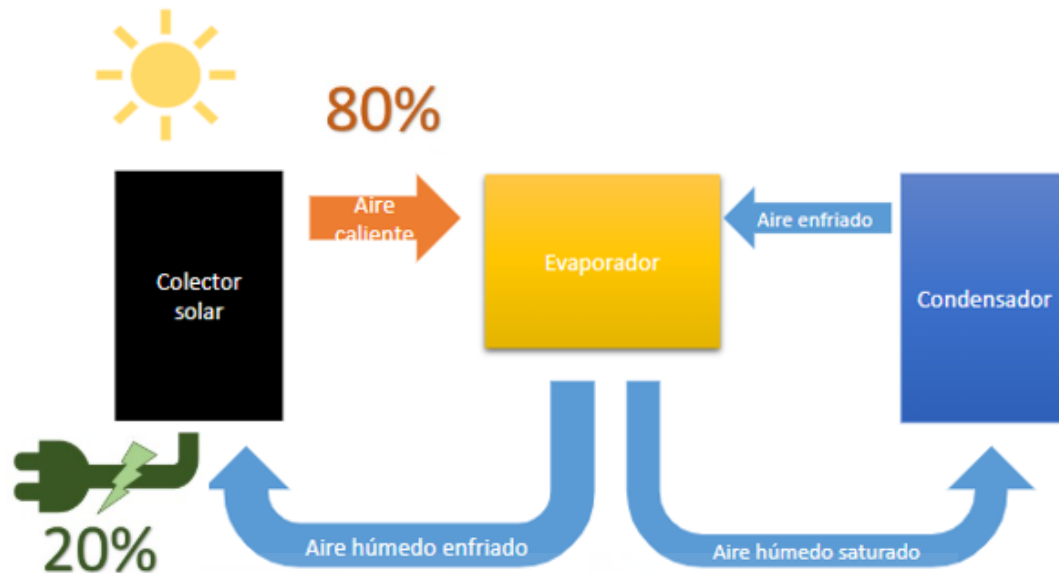 80%
Aire
caliente
Aire enfriado
Evaporador
Colector
solar
Condensador
20%
Aire húmedo enfriado
Aire húmedo saturado